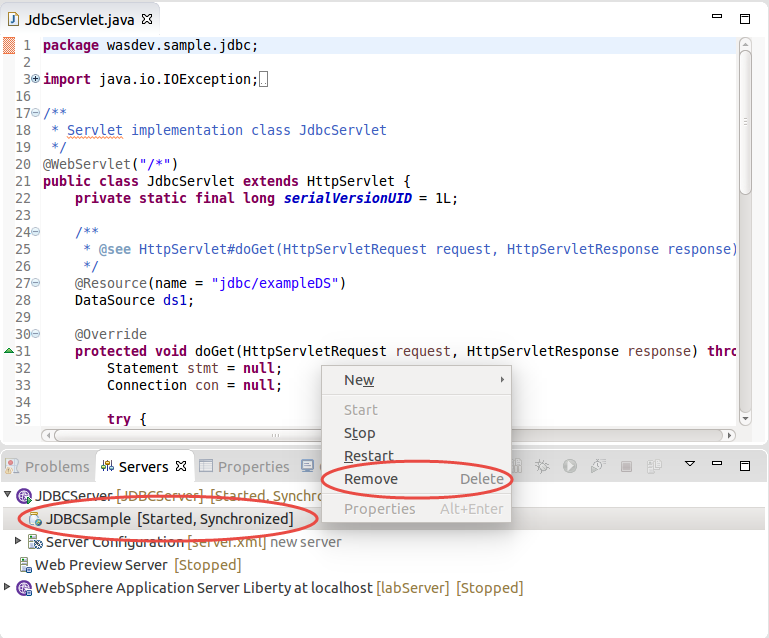 JdbcServlet.java
1 package wasdev.sample.jdbc;
2
3 import java.io.IOException;
16
17 /**
18 * Servlet implementation class JdbcServlet
19 */
20 @WebServlet("/*")
21 public class JdbcServlet extends HttpServlet {
22 private static final long serialVersionUID = 1L;
23
24 /**
25 * @see HttpServlet#doGet(HttpServletRequest request, HttpServletResponse response)
26 */
27 @Resource(name = "jdbc/exampleDS")
28 DataSource ds1;
29
30 @Override
31 protected void doGet(HttpServletRequest request, HttpServletResponse response) thro
32 Statement stmt = null;
33 Connection con = null;
34
35 try {
New
Start
Stop
Restart
Remove Delete
Properties Alt+Enter
Problems Servers Properties
JDBCServer [JDBCServer] [Started, Synchro
JDBCSample [Started, Synchronized]
Server Configuration [server.xml] new server
Web Preview Server [Stopped]
WebSphere Application Server Liberty at localhost [labServer] [Stopped]